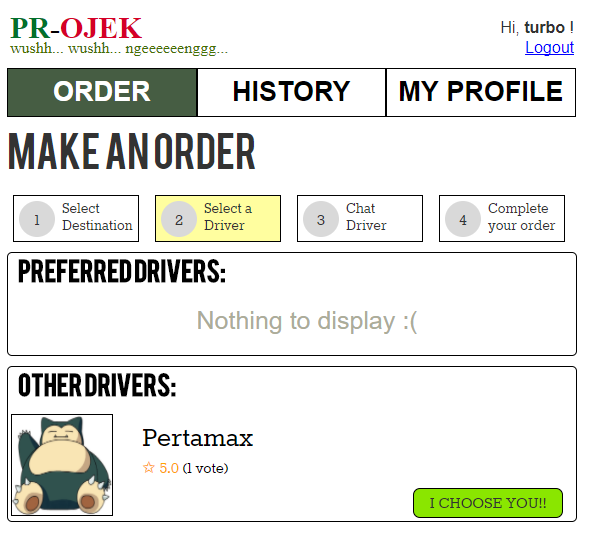 PR-OJEK
wushh... wushh... ngeeeeeenggg...
Hi, turbo !
Logout
ORDER
HISTORY
MY PROFILE
MAKE AN ORDER
1
Select
Destination
2
Select a
Driver
3
Chat
Driver
4
Complete
your order
PREFERRED DRIVERS:
Nothing to display :(
OTHER DRIVERS:
Pertamax
☆ 5.0 (1 vote)
I CHOOSE YOU!!